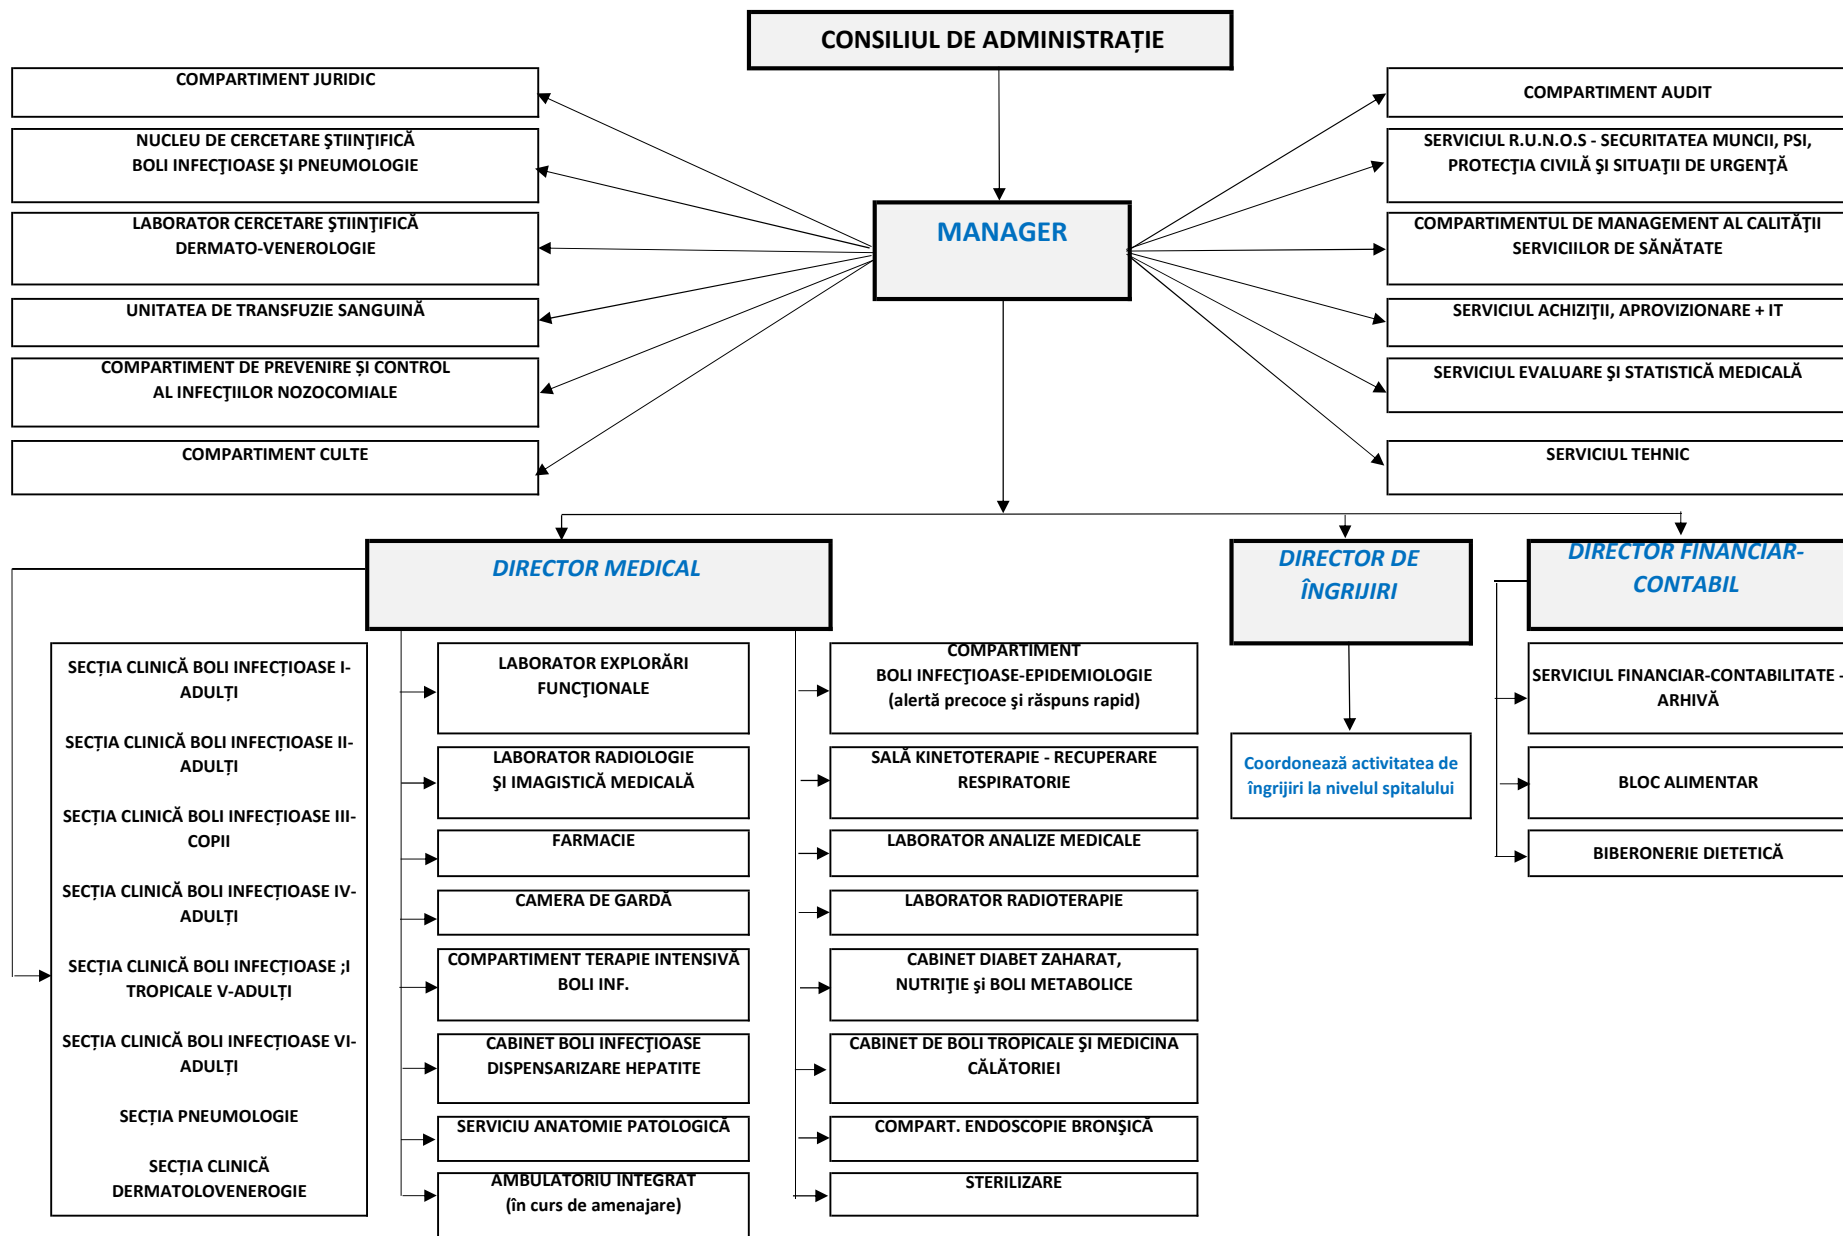 CONSILIUL DE ADMINISTRAȚIE
COMPARTIMENT JURIDIC
NUCLEU DE CERCETARE ŞTIINŢIFICĂ
BOLI INFECŢIOASE ŞI PNEUMOLOGIE
LABORATOR CERCETARE ŞTIINŢIFICĂ
DERMATO-VENEROLOGIE
UNITATEA DE TRANSFUZIE SANGUINĂ
COMPARTIMENT DE PREVENIRE ȘI CONTROL
AL INFECŢIILOR NOZOCOMIALE
COMPARTIMENT CULTE
MANAGER
COMPARTIMENT AUDIT
SERVICIUL R.U.N.O.S - SECURITATEA MUNCII, PSI,
PROTECŢIA CIVILĂ ŞI SITUAŢII DE URGENŢĂ
COMPARTIMENTUL DE MANAGEMENT AL CALITĂŢII
SERVICIILOR DE SĂNĂTATE
SERVICIUL ACHIZIŢII, APROVIZIONARE + IT
SERVICIUL EVALUARE ŞI STATISTICĂ MEDICALĂ
SERVICIUL TEHNIC
DIRECTOR MEDICAL
DIRECTOR DE
ÎNGRIJIRI
DIRECTOR FINANCIAR-
CONTABIL
SECȚIA CLINICĂ BOLI INFECȚIOASE I-
ADULȚI
SECȚIA CLINICĂ BOLI INFECȚIOASE II-
ADULȚI
SECȚIA CLINICĂ BOLI INFECȚIOASE III-
COPII
SECȚIA CLINICĂ BOLI INFECȚIOASE IV-
ADULȚI
SECȚIA CLINICĂ BOLI INFECȚIOASE ;I
TROPICALE V-ADULȚI
SECȚIA CLINICĂ BOLI INFECȚIOASE VI-
ADULȚI
SECȚIA PNEUMOLOGIE
SECȚIA CLINICĂ
DERMATOLOVENEROGIE
LABORATOR EXPLORĂRI
FUNCŢIONALE
LABORATOR RADIOLOGIE
ŞI IMAGISTICĂ MEDICALĂ
FARMACIE
CAMERA DE GARDĂ
COMPARTIMENT TERAPIE INTENSIVĂ
BOLI INF.
CABINET BOLI INFECŢIOASE
DISPENSARIZARE HEPATITE
SERVICIU ANATOMIE PATOLOGICĂ
AMBULATORIU INTEGRAT
(în curs de amenajare)
COMPARTIMENT
BOLI INFECŢIOASE-EPIDEMIOLOGIE
(alertă precoce şi răspuns rapid)
SALĂ KINETOTERAPIE - RECUPERARE
RESPIRATORIE
LABORATOR ANALIZE MEDICALE
LABORATOR RADIOTERAPIE
CABINET DIABET ZAHARAT,
NUTRIŢIE şi BOLI METABOLICE
CABINET DE BOLI TROPICALE ŞI MEDICINA
CĂLĂTORIEI
COMPART. ENDOSCOPIE BRONŞICĂ
STERILIZARE
Coordonează activitatea de
îngrijiri la nivelul spitalului
SERVICIUL FINANCIAR-CONTABILITATE -
ARHIVĂ
BLOC ALIMENTAR
BIBERONERIE DIETETICĂ